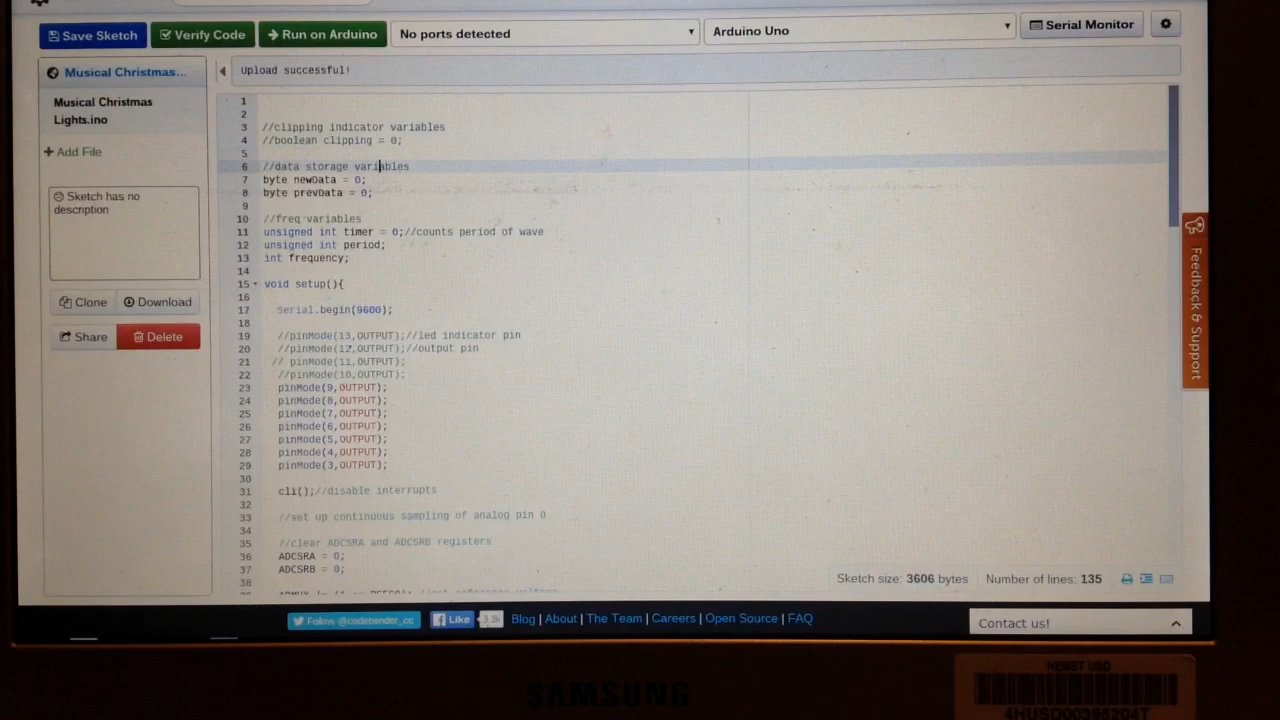 Save Sketch
Verify Code
Run on Arduino
No ports detected
Arduino Uno
Serial Monitor
Musical Christmas...
Upload successful!
Musical Christmas
Lights.ino
Add File
Sketch has no
description
Clone
Download
Share
Delete
1
2
3 //clipping indicator variables
4 //boolean clipping = 0;
5
6 //data storage variables
7 byte newData = 0;
8 byte prevData = 0;
9
10 //freq variables
11 unsigned int timer = 0;//counts period of wave
12 unsigned int period;
13 int frequency;
14
15 void setup(){
16
17 Serial.begin(9600);
18
19 //pinMode(13,OUTPUT);//led indicator pin
20 //pinMode(12,OUTPUT);//output pin
21 // pinMode(11,OUTPUT);
22 //pinMode(10,OUTPUT);
23 pinMode(9,OUTPUT);
24 pinMode(8,OUTPUT);
25 pinMode(7,OUTPUT);
26 pinMode(6,OUTPUT);
27 pinMode(5,OUTPUT);
28 pinMode(4,OUTPUT);
29 pinMode(3,OUTPUT);
30
31 cli();//disable interrupts
32
33 //set up continuous sampling of analog pin 0
34
35 //clear ADCSRA and ADCSRB registers
36 ADCSRA = 0;
37 ADCSRB = 0;
38
Sketch size: 3606 bytes
Number of lines: 135
Feedback & Support
Follow @codebender_cc
Like
3.3k
Blog | About | The Team | Careers | Open Source | FAQ
Contact us!
SAMSUNG
NEMET USD
4HUSD00365204T